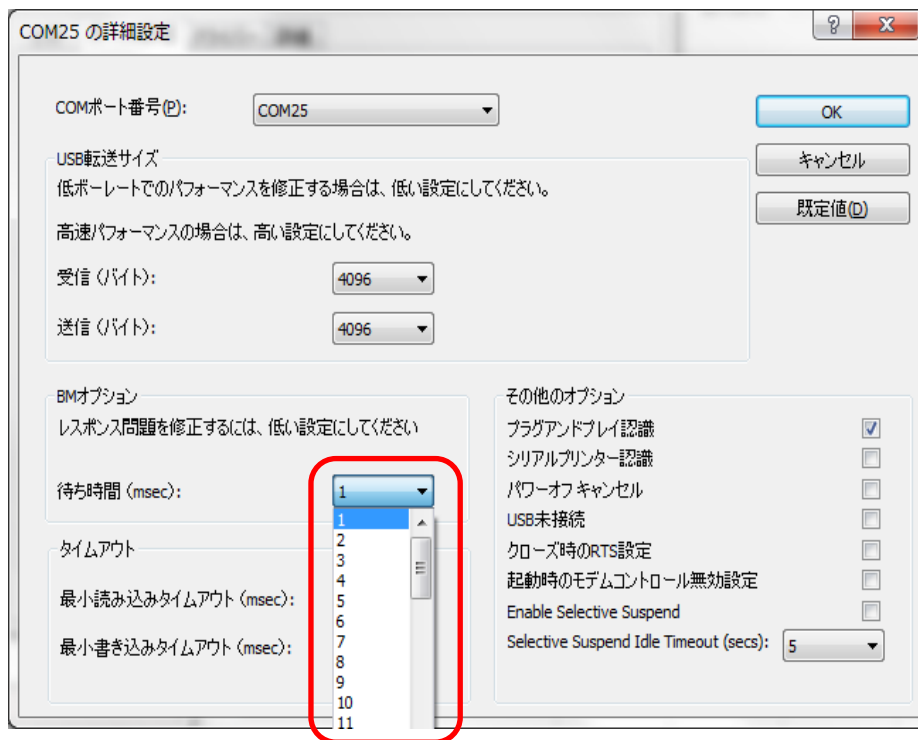 COM25 の詳細設定
COMポート番号(P):
COM25
OK
USB転送サイズ
キャンセル
低ボーレートでのパフォーマンスを修正する場合は、低い設定にしてください。
既定値(D)
高速パフォーマンスの場合は、高い設定にしてください。
受信 (バイト):
4096
送信 (バイト):
4096
BMオプション
レスポンス問題を修正するには、低い設定にしてください
待ち時間 (msec):
1
1
2
3
4
5
6
7
8
9
10
11
タイムアウト
最小読み込みタイムアウト (msec):
最小書き込みタイムアウト (msec):
その他のオプション
プラグアンドプレイ認識
シリアルプリンター認識
パワーオフ キャンセル
USB未接続
クローズ時のRTS設定
起動時のモデムコントロール無効設定
Enable Selective Suspend
Selective Suspend Idle Timeout (secs):
5